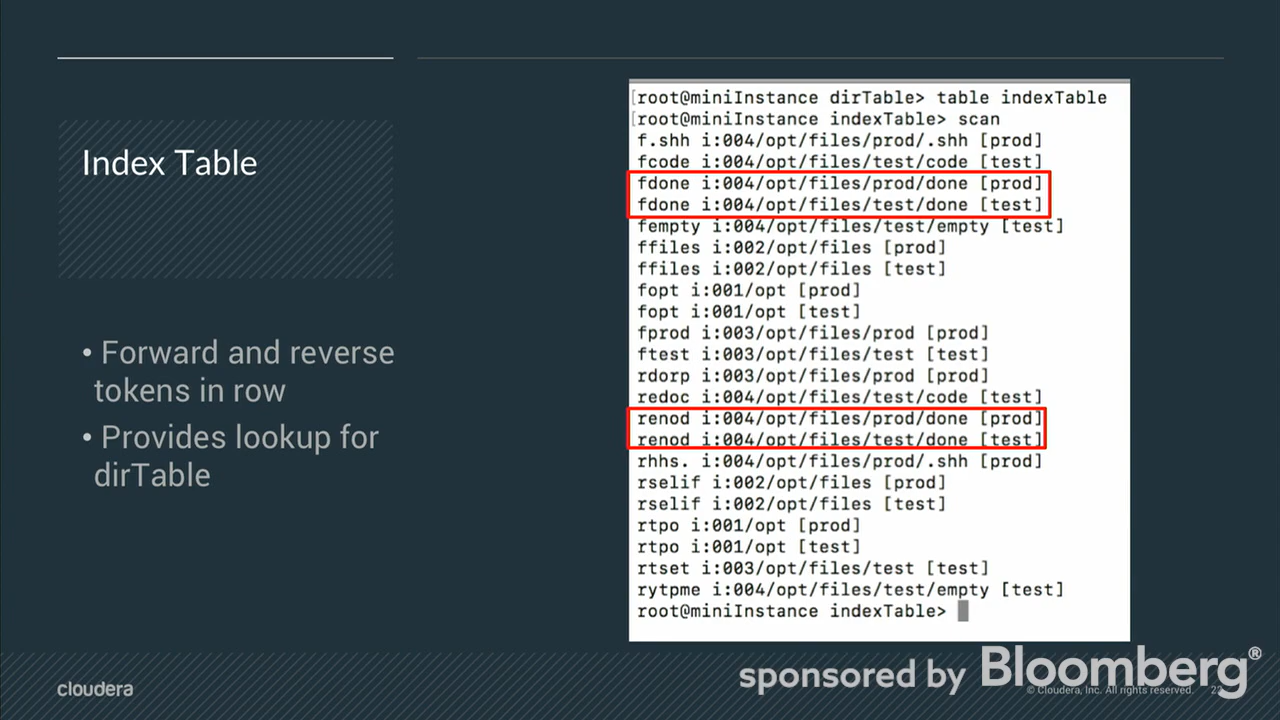 Index Table
• Forward and reverse
tokens in row
• Provides lookup for
dirTable
[root@miniInstance dirTable> table indexTable
[root@miniInstance indexTable> scan
f.shh i:004/opt/files/prod/.shh [prod]
fcode i:004/opt/files/test/code [test]
fdone i:004/opt/files/prod/done [prod]
fdone i:004/opt/files/test/done [test]
fempty i:004/opt/files/test/empty [test]
ffiles i:002/opt/files [prod]
ffiles i:002/opt/files [test]
fopt i:001/opt [prod]
fopt i:001/opt [test]
fprod i:003/opt/files/prod [prod]
ftest i:003/opt/files/test [test]
rdorp i:003/opt/files/prod [prod]
redoc i:004/opt/files/test/code [test]
renod i:004/opt/files/prod/done [prod]
renod i:004/opt/files/test/done [test]
rhhs. i:004/opt/files/prod/.shh [prod]
rselif i:002/opt/files [prod]
rselif i:002/opt/files [test]
rtpo i:001/opt [prod]
rtpo i:001/opt [test]
rtset i:003/opt/files/test [test]
rytpme i:004/opt/files/test/empty [test]
root@miniInstance indexTable>
sponsored by Bloomberg®
cloudera
© Cloudera, Inc. All rights reserved.